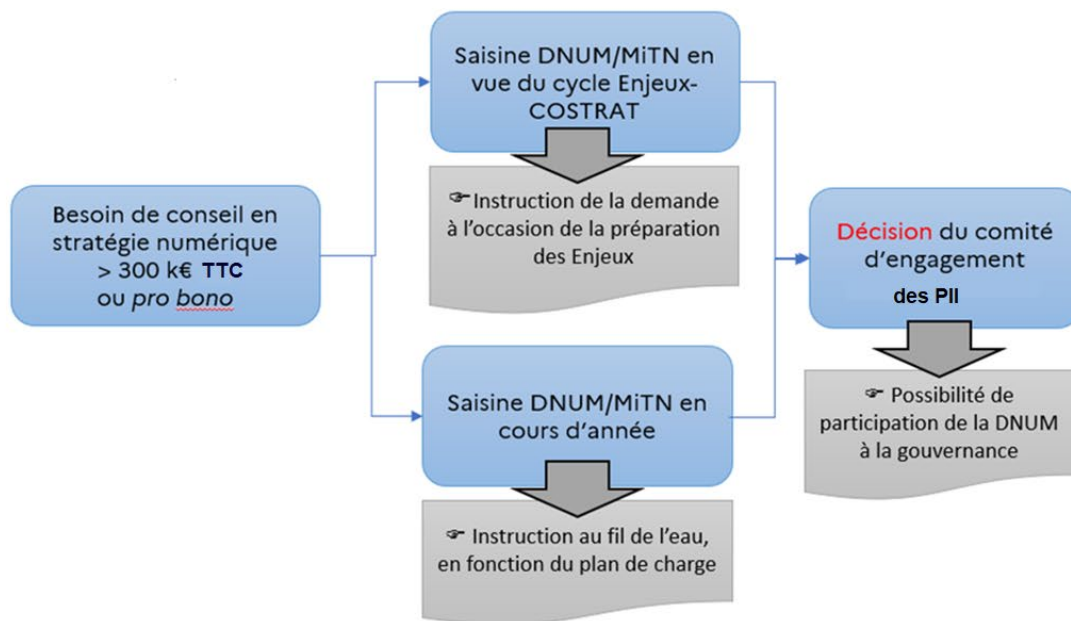 Besoin de conseil en
stratégie numérique
> 300 k€ TTC
ou pro bono
Saisine DNUM/MiTN en
vue du cycle Enjeux-
COSTRAT
☞ Instruction de la demande
à l’occasion de la préparation
des Enjeux
Saisine DNUM/MiTN en
cours d’année
☞ Instruction au fil de l’eau,
en fonction du plan de charge
Décision du comité
d’engagement
des PII
☞ Possibilité de
participation de la DNUM
à la gouvernance